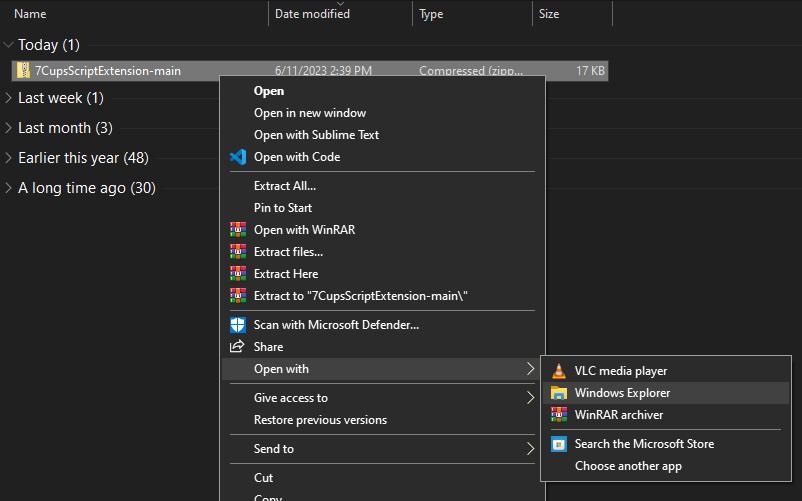 Name Date modified Type Size
Today (1)
7CupsScriptExtension-main 6/11/2023 2:39 PM Compressed (zipp... 17 KB
Last week (1)
Last month (3)
Earlier this year (48)
A long time ago (30)
Open
Open in new window
Open with Sublime Text
Open with Code
Extract All...
Pin to Start
Open with WinRAR
Extract files...
Extract Here
Extract to "7CupsScriptExtension-main\"
Scan with Microsoft Defender...
Share
Open with
Give access to
Restore previous versions
Send to
Cut
Copy
VLC media player
Windows Explorer
WinRAR archiver
Search the Microsoft Store
Choose another app